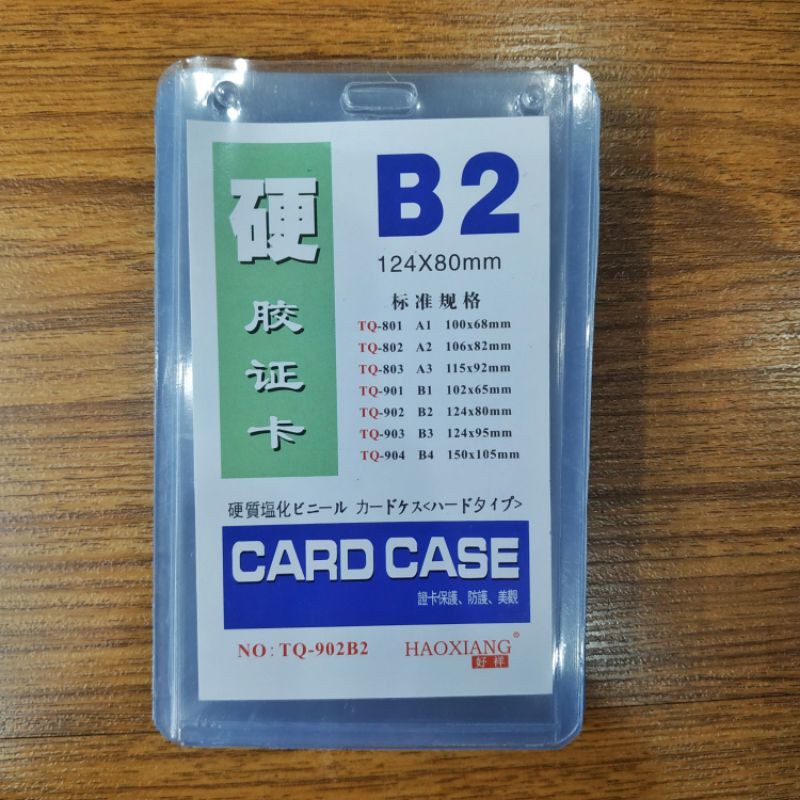 硬
胶
证
卡
B2
124X80mm
标准规格
TQ-801 A1 100x68mm
TQ-802 A2 106x82mm
TQ-803 A3 115x92mm
TQ-901 B1 102x65mm
TQ-902 B2 124x80mm
TQ-903 B3 124x95mm
TQ-904 B4 150x105mm
硬質塩化ビニール カードケス<ハードタイプ>
CARD CASE
證卡保護、防護、美觀
NO: TQ-902B2
HAOXIANG®
好样